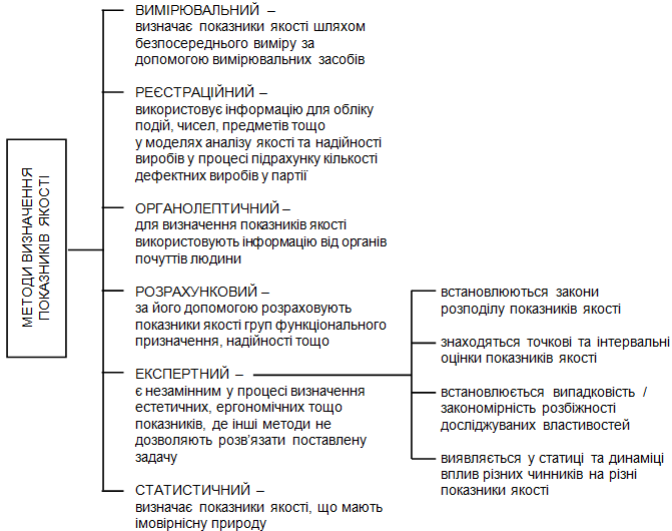 МЕТОДИ ВИЗНАЧЕННЯ
ПОКАЗНИКІВ ЯКОСТІ
ВИМІРЮВАЛЬНИЙ –
визначає показники якості шляхом
безпосереднього виміру за
допомогою вимірювальних засобів
РЕЄСТРАЦІЙНИЙ –
використовує інформацію для обліку
подій, чисел, предметів тощо
у моделях аналізу якості та надійності
виробів у процесі підрахунку кількості
дефектних виробів у партії
ОРГАНОЛЕПТИЧНИЙ –
для визначення показників якості
використовують інформацію від органів
почуттів людини
РОЗРАХУНКОВИЙ –
за його допомогою розраховують
показники якості груп функціонального
призначення, надійності тощо
ЕКСПЕРТНИЙ –
є незамінним у процесі визначення
естетичних, ергономічних тощо
показників, де інші методи не
дозволяють розв’язати поставлену
задачу
СТАТИСТИЧНИЙ –
визначає показники якості, що мають
імовірнісну природу
встановлюються закони
розподілу показників якості
знаходяться точкові та інтервальні
оцінки показників якості
встановлюється випадковість /
закономірність розбіжності
досліджуваних властивостей
виявляється у статиці та динаміці
вплив різних чинників на різні
показники якості